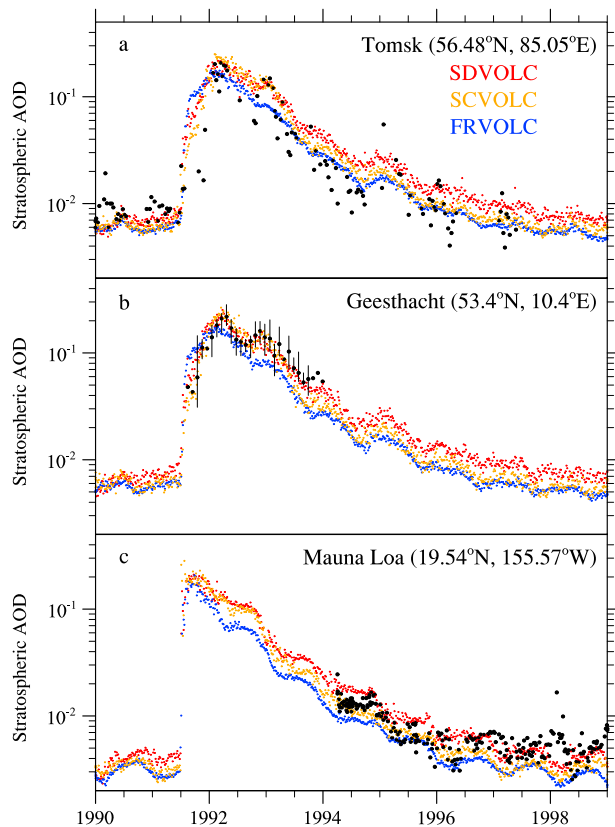 a
Tomsk (56.48°N, 85.05°E)
SDVOLC
SCVOLC
FRVOLC
Stratospheric AOD
10⁻¹
10⁻²
b
Geesthacht (53.4°N, 10.4°E)
Stratospheric AOD
10⁻¹
10⁻²
c
Mauna Loa (19.54°N, 155.57°W)
Stratospheric AOD
10⁻¹
10⁻²
1990 1992 1994 1996 1998